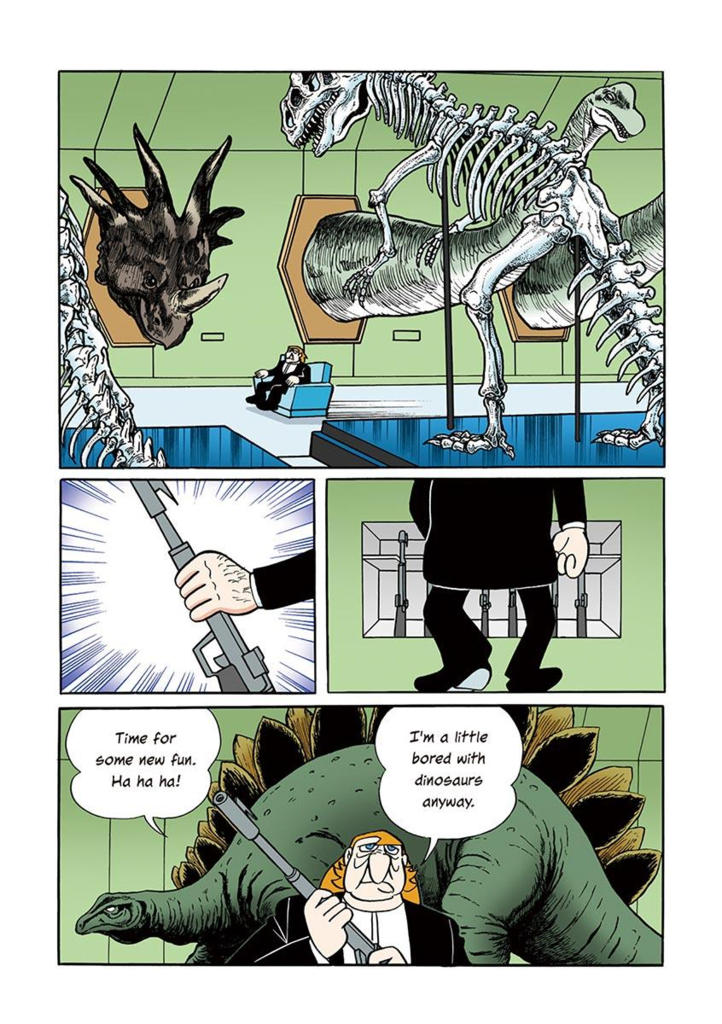 Time for
some new fun.
Ha ha ha!
I'm a little
bored with
dinosaurs
anyway.